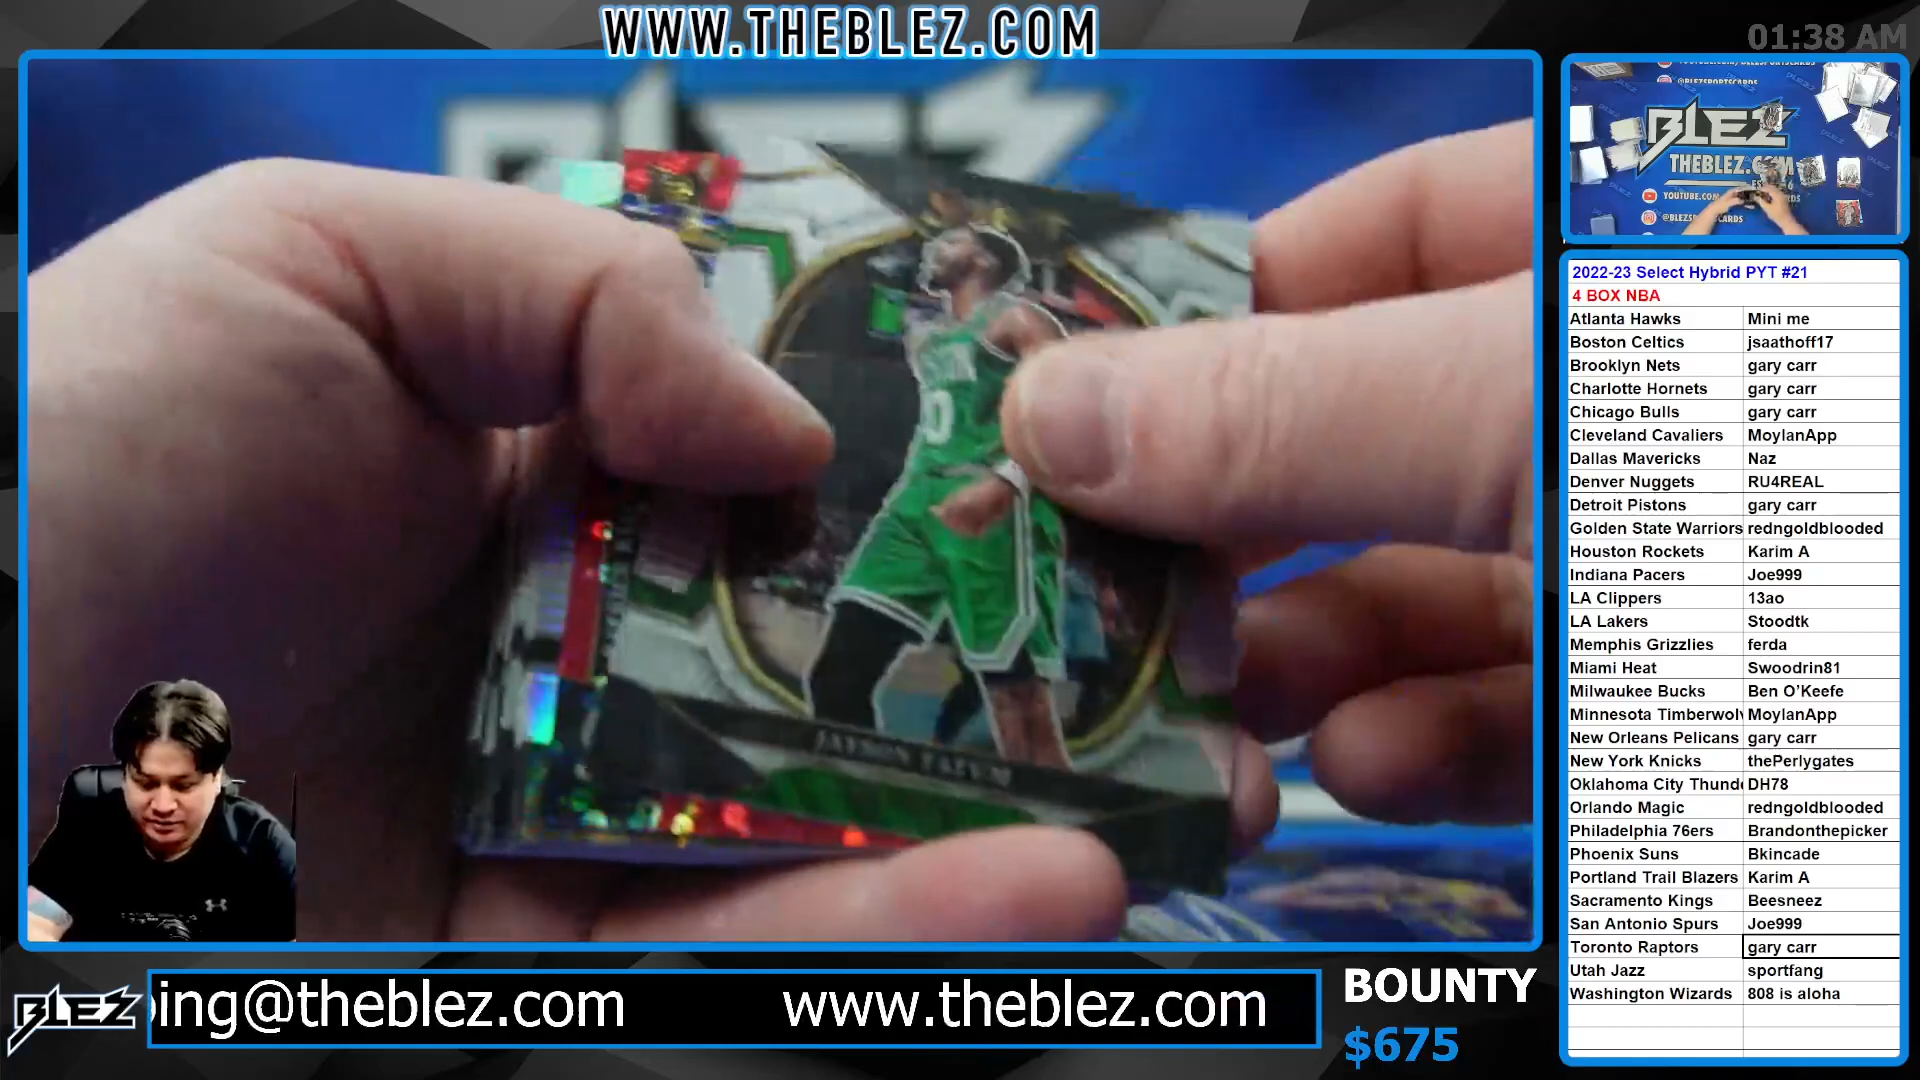 WWW.THEBLEZ.COM
01:38 AM
BLEZ
THEBLEZ.COM
YOUTUBE.COM
@BLEZSPORTSCARDS
JAYSON TATUM
2022-23 Select Hybrid PYT #21
4 BOX NBA
Atlanta Hawks Mini me
Boston Celtics jsaathoff17
Brooklyn Nets gary carr
Charlotte Hornets gary carr
Chicago Bulls gary carr
Cleveland Cavaliers MoylanApp
Dallas Mavericks Naz
Denver Nuggets RU4REAL
Detroit Pistons gary carr
Golden State Warriors redngoldblooded
Houston Rockets Karim A
Indiana Pacers Joe999
LA Clippers 13ao
LA Lakers Stoodtk
Memphis Grizzlies ferda
Miami Heat Swoodrin81
Milwaukee Bucks Ben O'Keefe
Minnesota Timberwolv MoylanApp
New Orleans Pelicans gary carr
New York Knicks thePerlygates
Oklahoma City Thunde DH78
Orlando Magic redngoldblooded
Philadelphia 76ers Brandonthepicker
Phoenix Suns Bkincade
Portland Trail Blazers Karim A
Sacramento Kings Beesneez
San Antonio Spurs Joe999
Toronto Raptors gary carr
Utah Jazz sportfang
Washington Wizards 808 is aloha
BLEZ
ping@theblez.com www.theblez.com
BOUNTY
$675